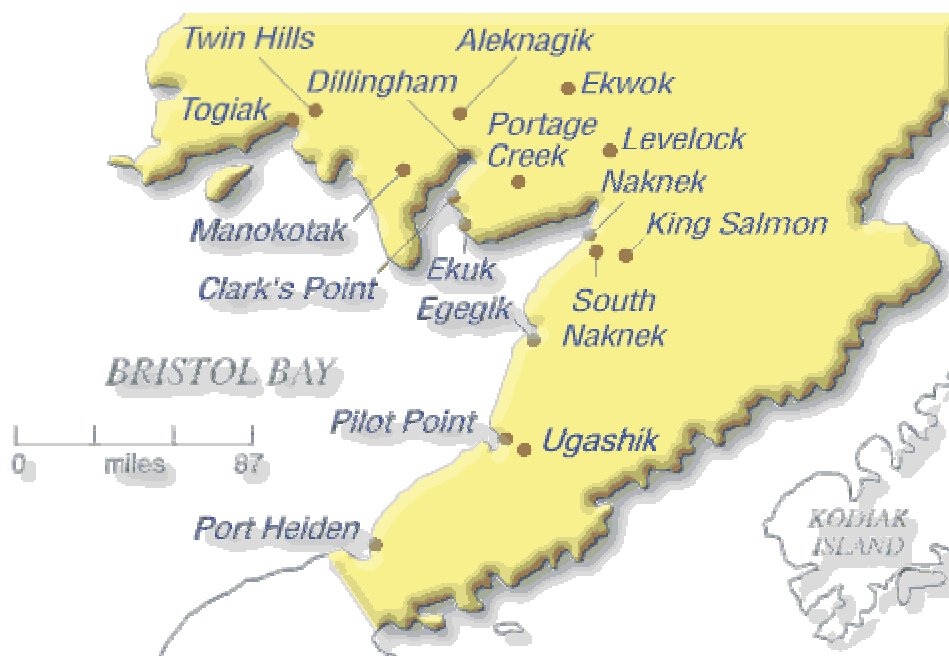 Twin Hills
Aleknagik
Dillingham
Ekwok
Togiak
Portage
Creek
Levelock
Naknek
Manokotak
King Salmon
Clark's Point
Ekuk
Egegik
South
Naknek
BRISTOL BAY
Pilot Point
Ugashik
0 miles 87
Port Heiden
KODIAK
ISLAND